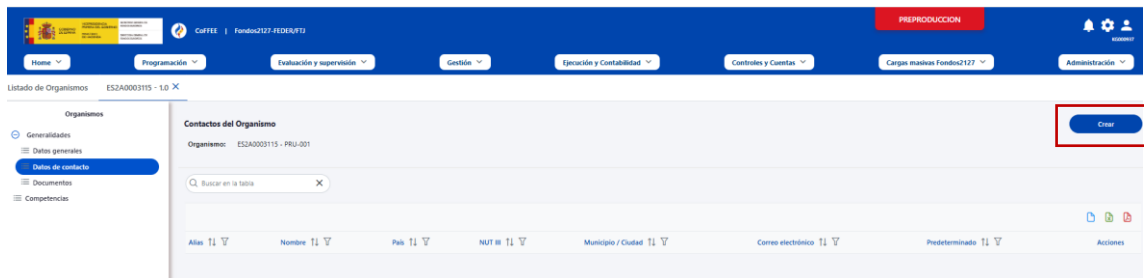 CoFFEE | Fondos2127-FEDER/FTJ
PREPRODUCCION
Home
Programación
Evaluación y supervisión
Gestión
Ejecución y Contabilidad
Controles y Cuentas
Cargas masivas Fondos2127
Administración
Listado de Organismos
ES2A0003115 - 1.0
Organismos
Generalidades
Datos generales
Datos de contacto
Documentos
Competencias
Contactos del Organismo
Crear
Organismo: ES2A0003115 - PRU-001
Buscar en la tabla
Alias
Nombre
País
NUT III
Municipio / Ciudad
Correo electrónico
Predeterminado
Acciones